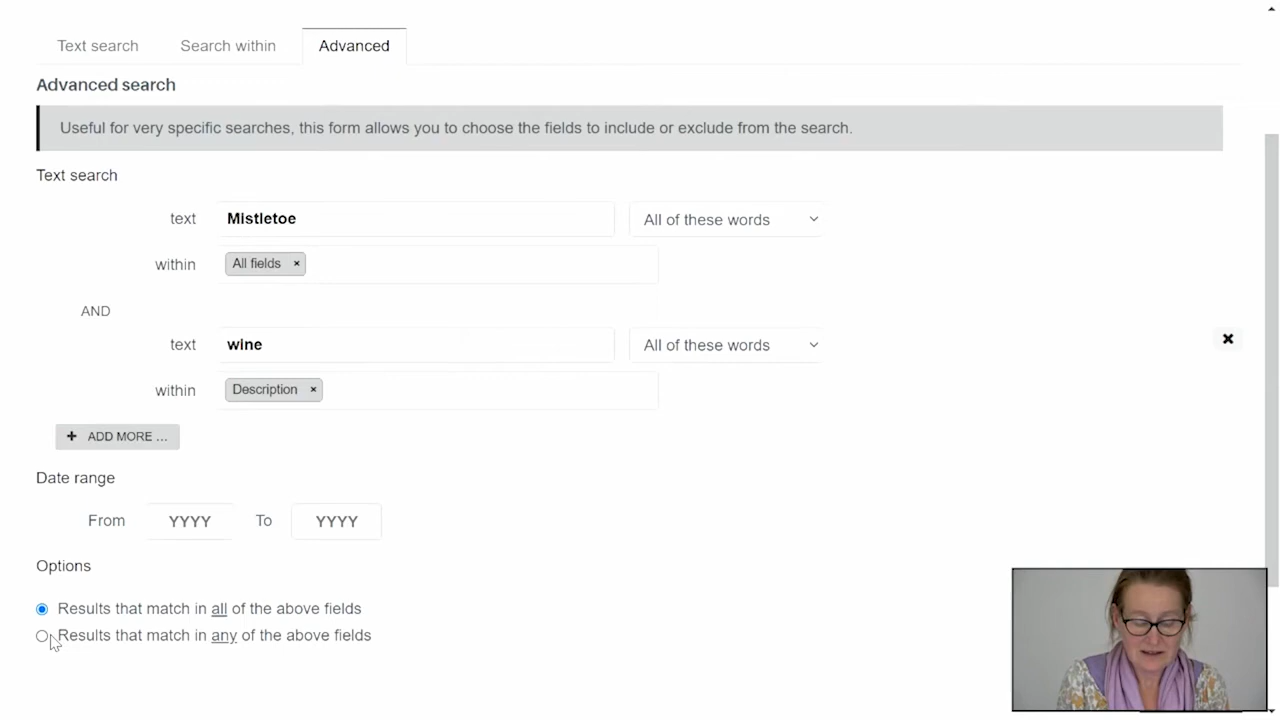 Text search Search within Advanced
Advanced search
Useful for very specific searches, this form allows you to choose the fields to include or exclude from the search.
Text search
text Mistletoe All of these words
within All fields ×
AND
text wine All of these words
within Description ×
+ ADD MORE ...
Date range
From YYYY To YYYY
Options
Results that match in all of the above fields
Results that match in any of the above fields